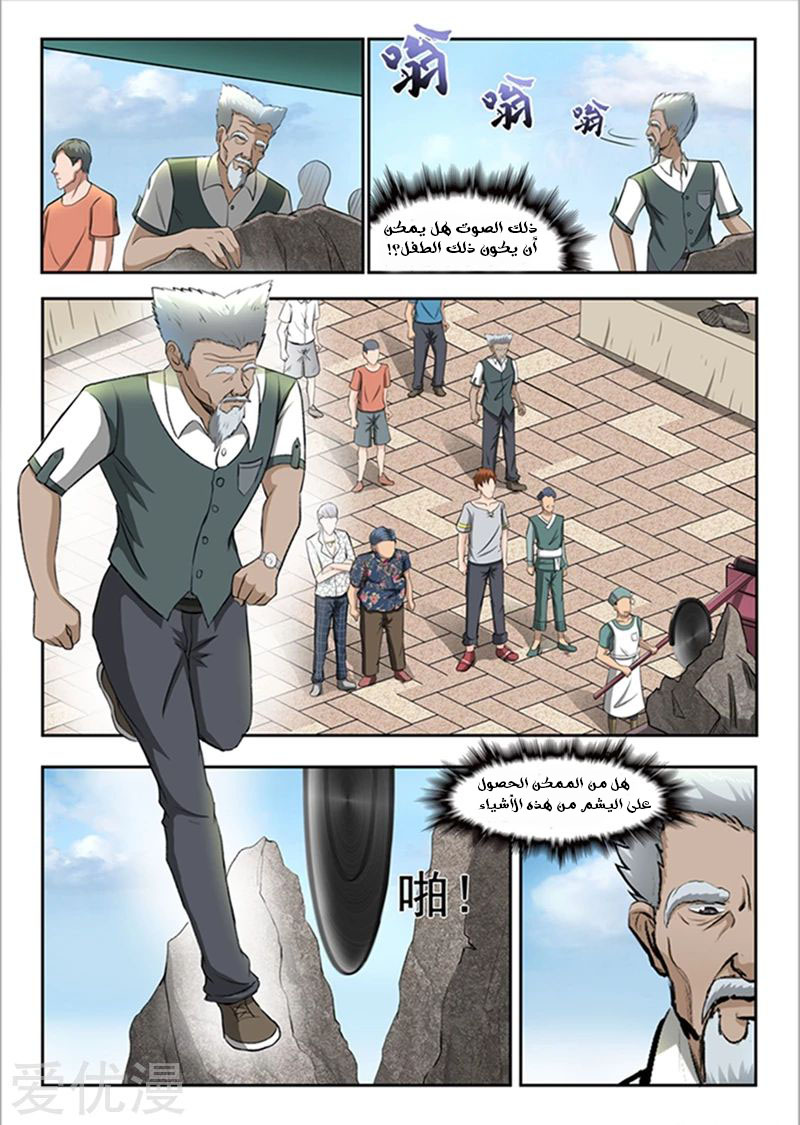 嗡
嗡
嗡
ذلك الصوت هل يمكن
أن يكون ذلك الطفل؟!
هل من الممكن الحصول
على اليشم من هذه الأشياء
啪！
爱优漫